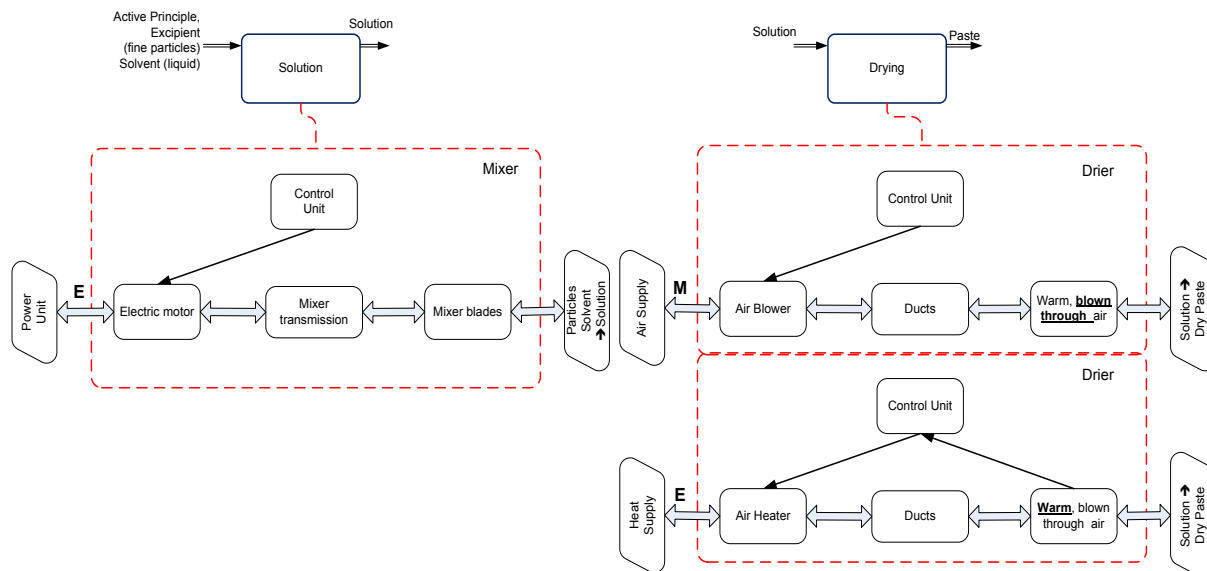 Active Principle,
Excipient
(fine particles)
Solvent (liquid)
Solution
Solution
Mixer
Control
Unit
Power
Unit
E
Electric motor
Mixer
transmission
Mixer blades
Particles
Solvent
➔Solution
Solution
Paste
Drying
Drier
Control Unit
Air Supply
M
Air Blower
Ducts
Warm, blown
through air
Solution ➔
Dry Paste
Drier
Control Unit
Heat
Supply
E
Air Heater
Ducts
Warm, blown
through air
Solution ➔
Dry Paste